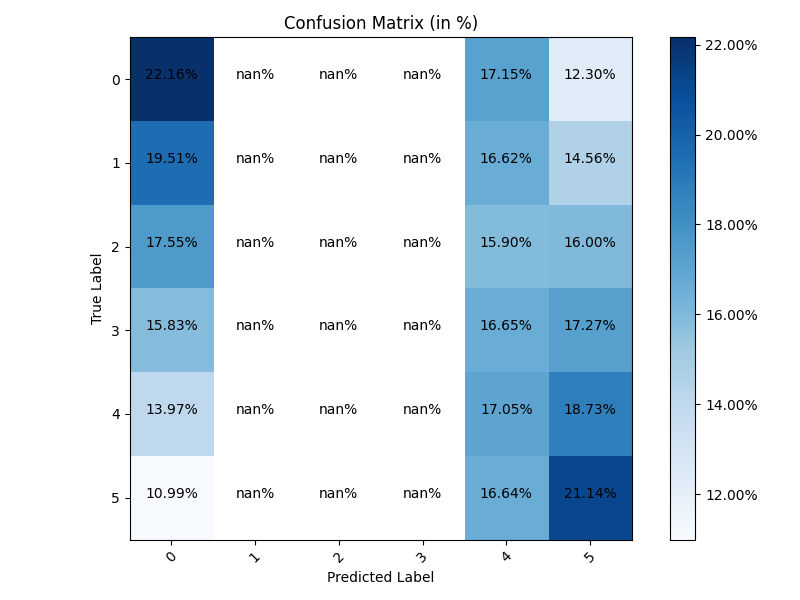 Confusion Matrix (in %)
True Label
0 22.16% nan% nan% nan% 17.15% 12.30%
1 19.51% nan% nan% nan% 16.62% 14.56%
2 17.55% nan% nan% nan% 15.90% 16.00%
3 15.83% nan% nan% nan% 16.65% 17.27%
4 13.97% nan% nan% nan% 17.05% 18.73%
5 10.99% nan% nan% nan% 16.64% 21.14%
0 1 2 3 4 5
Predicted Label
22.00%
20.00%
18.00%
16.00%
14.00%
12.00%